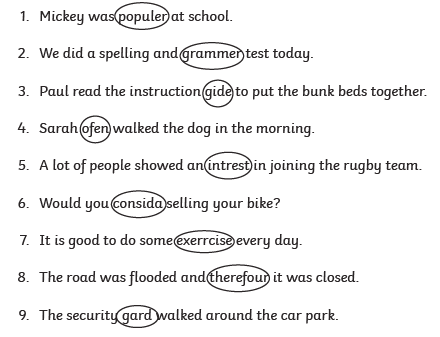 1. Mickey was populer at school.
2. We did a spelling and grammer test today.
3. Paul read the instruction gide to put the bunk beds together.
4. Sarah ofen walked the dog in the morning.
5. A lot of people showed an intrest in joining the rugby team.
6. Would you consida selling your bike?
7. It is good to do some exerrcise every day.
8. The road was flooded and therefour it was closed.
9. The security gard walked around the car park.